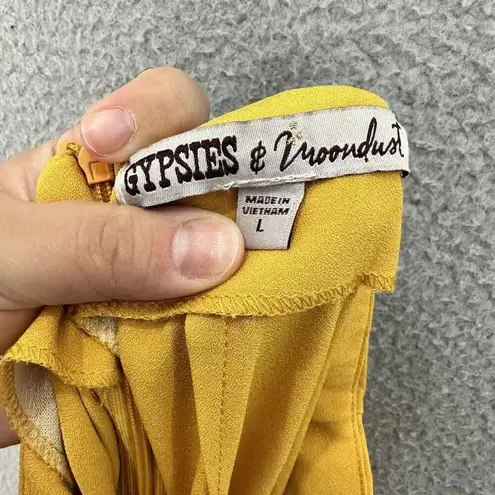 GYPSIES & Moondust
MADE IN
VIETNAM
L